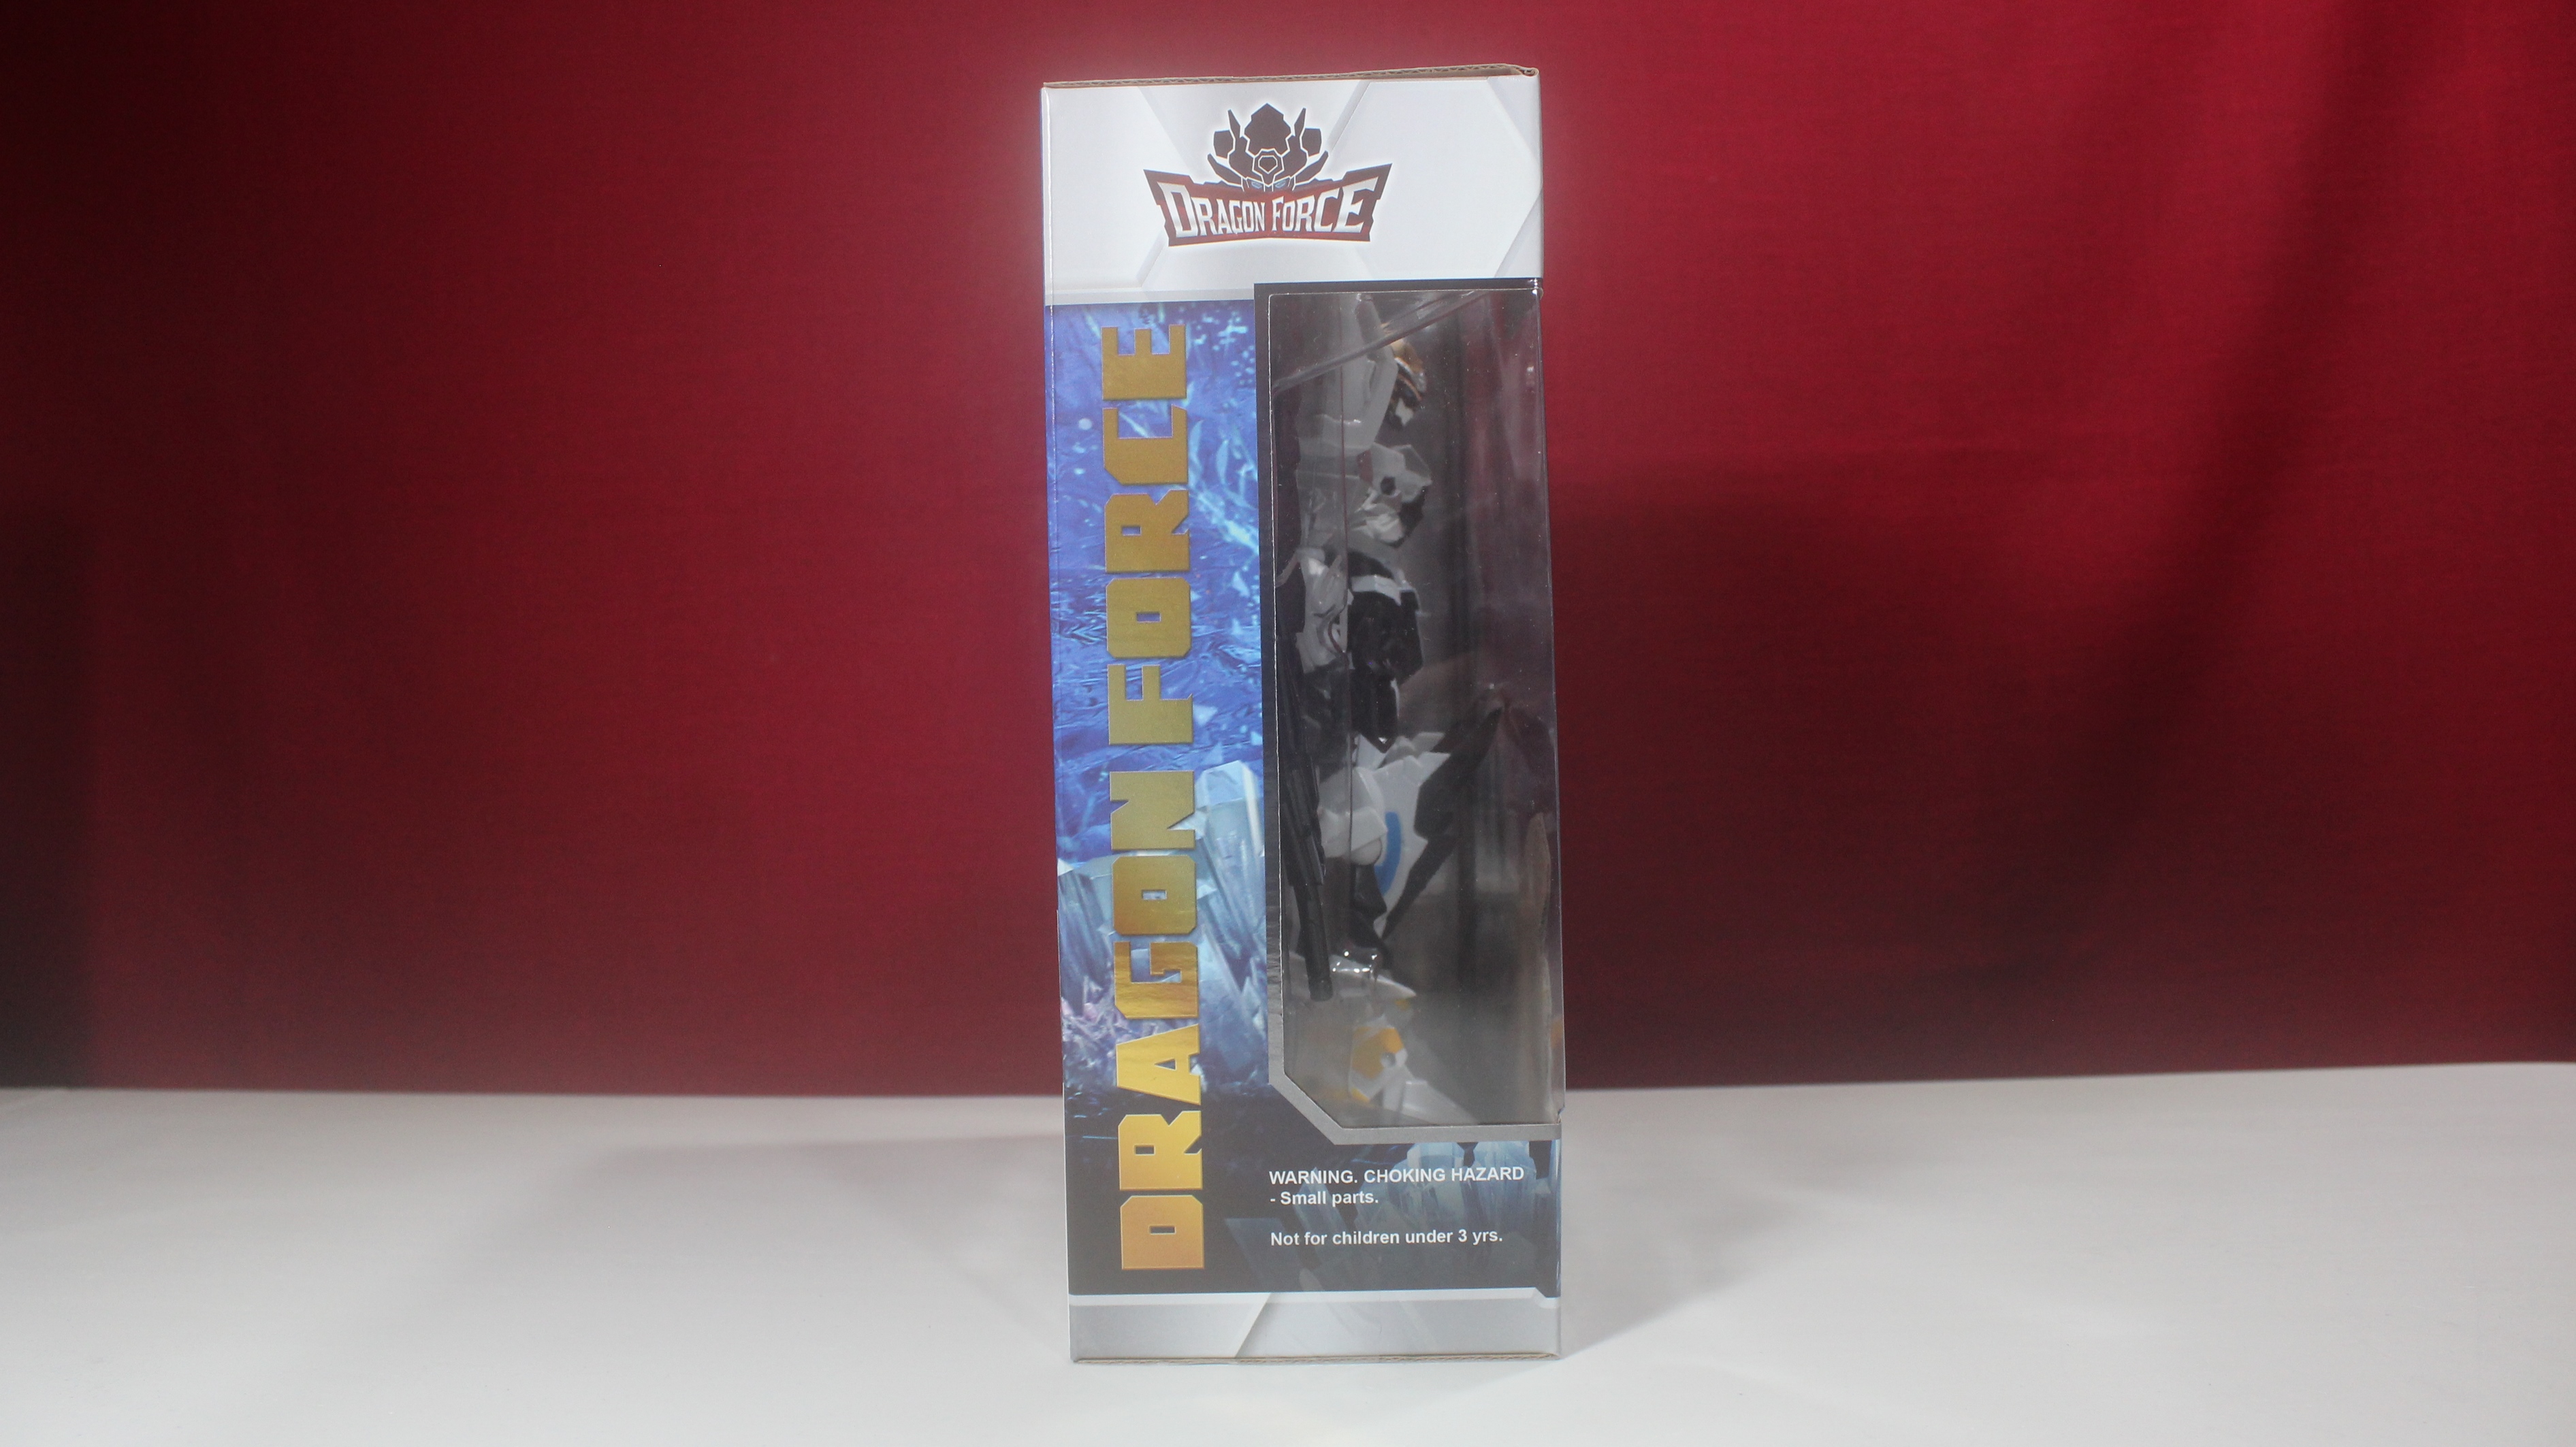 DRAGON FORCE
DRAGON FORCE
WARNING. CHOKING HAZARD
- Small parts.
Not for children under 3 yrs.